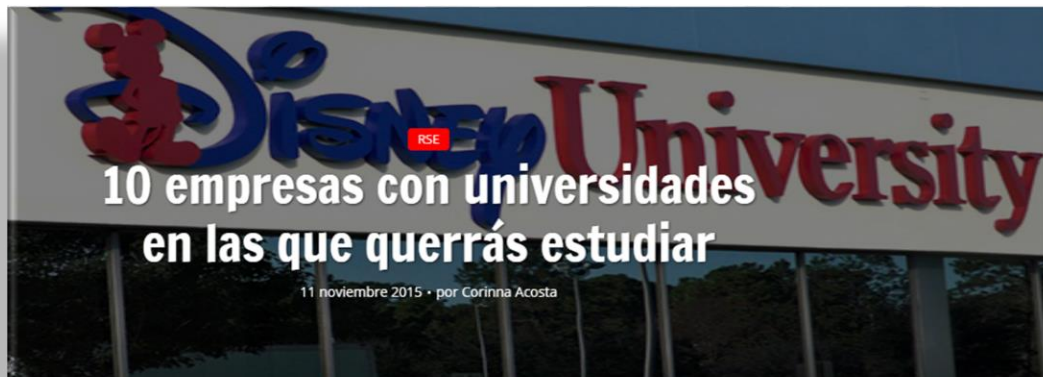 Disney University
RSE
10 empresas con universidades
en las que querrás estudiar
11 noviembre 2015 • por Corinna Acosta